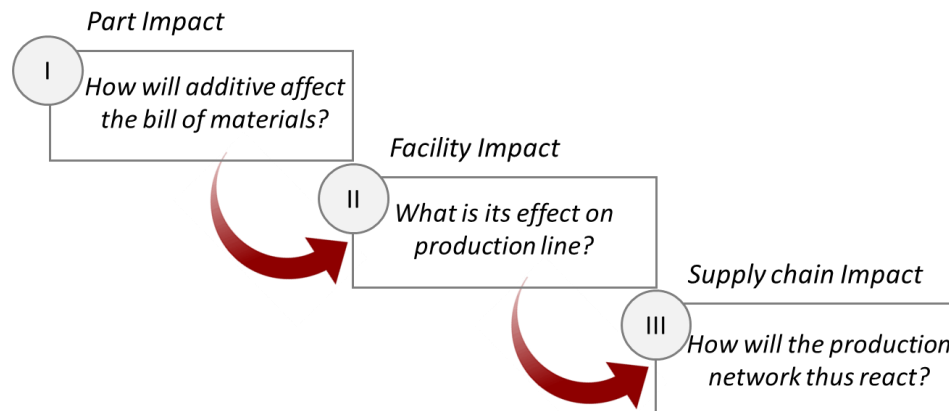 Part Impact
I
How will additive affect
the bill of materials?
Facility Impact
II
What is its effect on
production line?
Supply chain Impact
III
How will the production
network thus react?